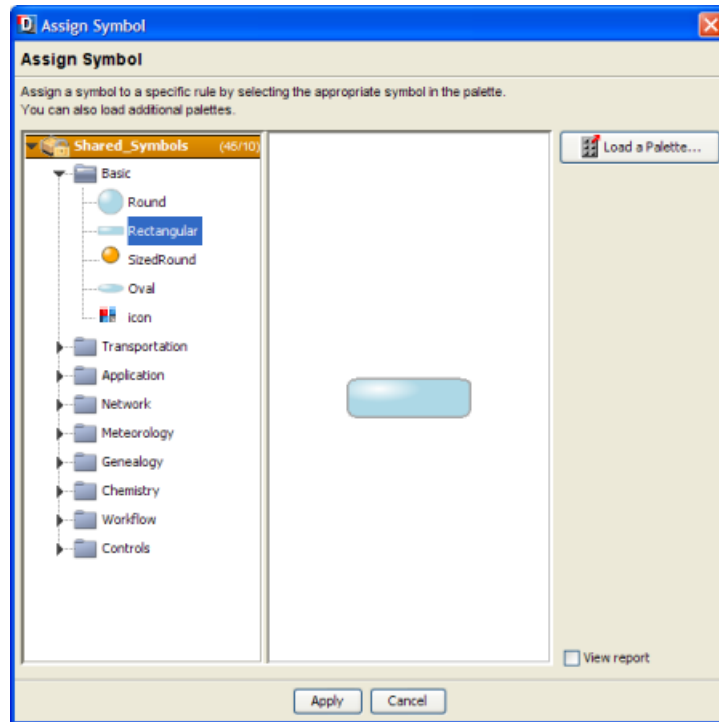 Assign Symbol
Assign Symbol
Assign a symbol to a specific rule by selecting the appropriate symbol in the palette.
You can also load additional palettes.
Shared_Symbols (46/10)
Load a Palette...
Basic
Round
Rectangular
SizedRound
Oval
icon
Transportation
Application
Network
Meteorology
Genealogy
Chemistry
Workflow
Controls
View report
Apply Cancel